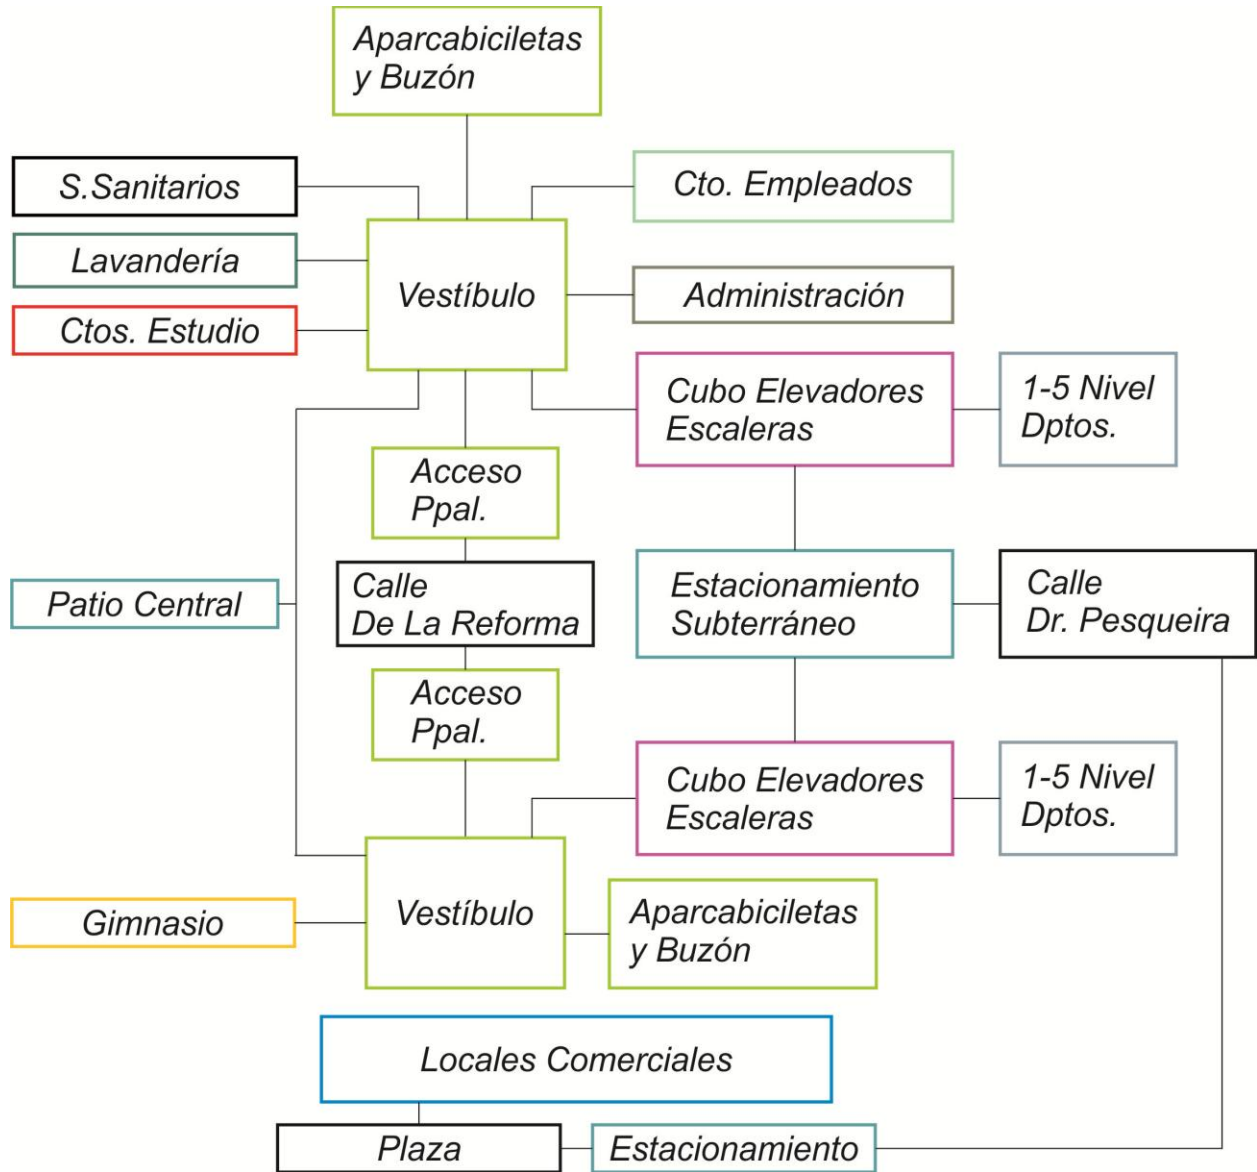 Aparcabiciletas
y Buzón
S.Sanitarios
Cto. Empleados
Lavandería
Vestíbulo
Administración
Ctos. Estudio
Cubo Elevadores
Escaleras
1-5 Nivel
Dptos.
Acceso
Ppal.
Patio Central
Calle
De La Reforma
Estacionamiento
Subterráneo
Calle
Dr. Pesqueira
Acceso
Ppal.
Cubo Elevadores
Escaleras
1-5 Nivel
Dptos.
Gimnasio
Vestíbulo
Aparcabiciletas
y Buzón
Locales Comerciales
Plaza
Estacionamiento